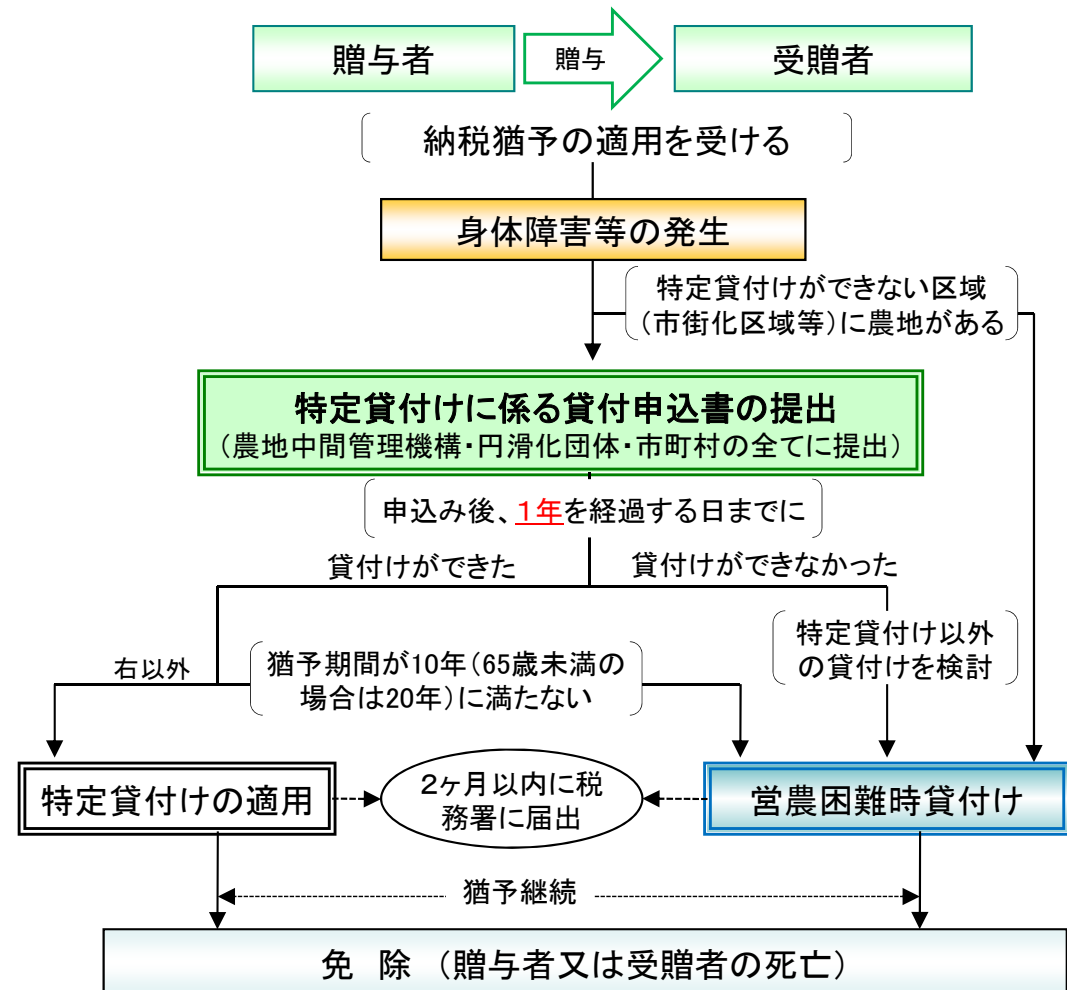 贈与者
贈与
受贈者
納税猶予の適用を受ける
身体障害等の発生
特定貸付けができない区域
（市街化区域等）に農地がある
特定貸付けに係る貸付申込書の提出
（農地中間管理機構・円滑化団体・市町村の全てに提出）
申込み後、１年を経過する日までに
貸付けができた
貸付けができなかった
特定貸付け以外
の貸付けを検討
右以外
猶予期間が10年（65歳未満の
場合は20年）に満たない
特定貸付けの適用
２ヶ月以内に税
務署に届出
営農困難時貸付け
猶予継続
免　除　（贈与者又は受贈者の死亡）